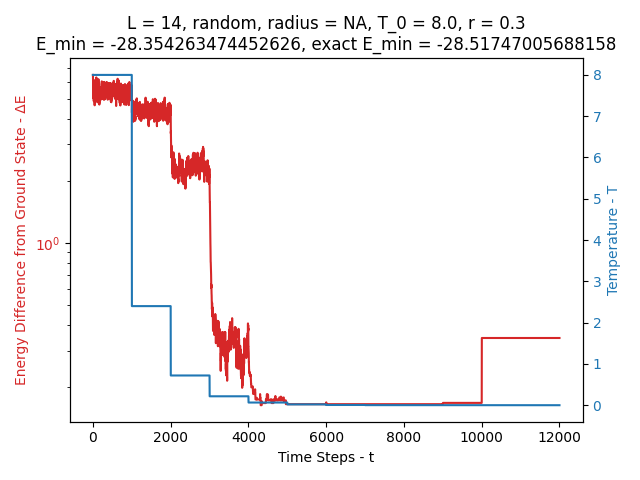 L = 14, random, radius = NA, T_0 = 8.0, r = 0.3
E_min = -28.354263474452626, exact E_min = -28.51747005688158
Energy Difference from Ground State - ΔE
10⁰
8
7
6
5
4
3
2
1
0
Temperature - T
0 2000 4000 6000 8000 10000 12000
Time Steps - t